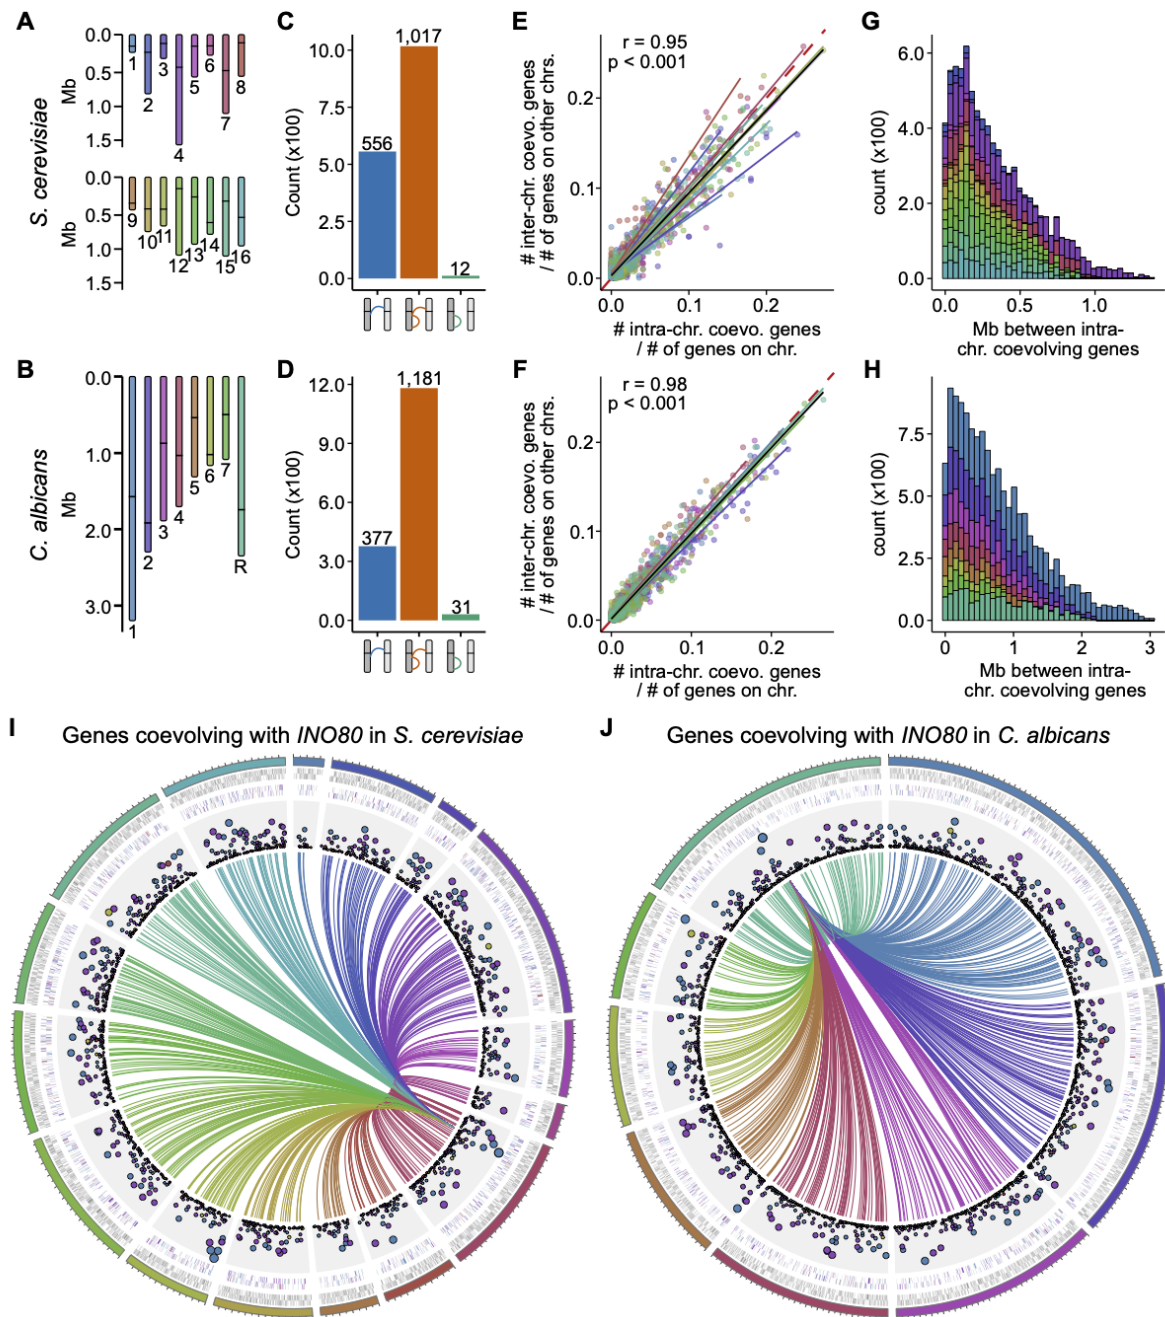 A
S. cerevisiae
Mb
0.0
0.5
1.0
1.5
1
2
3
4
5
6
7
8
Mb
0.0
0.5
1.0
1.5
9
10
11
12
13
14
15
16
C
Count (x100)
10.0
7.5
5.0
2.5
0.0
556
1,017
12
E
r = 0.95
p < 0.001
# inter-chr. coevo. genes
/ # of genes on other chrs.
0.2
0.1
0.0
0.0
0.1
0.2
# intra-chr. coevo. genes
/ # of genes on chr.
G
count (x100)
6.0
4.0
2.0
0.0
0.0
0.5
1.0
Mb between intra-
chr. coevolving genes
B
C. albicans
Mb
0.0
1.0
2.0
3.0
1
2
3
4
5
6
7
R
D
Count (x100)
12.0
9.0
6.0
3.0
0.0
377
1,181
31
F
r = 0.98
p < 0.001
# inter-chr. coevo. genes
/ # of genes on other chrs.
0.2
0.1
0.0
0.0
0.1
0.2
# intra-chr. coevo. genes
/ # of genes on chr.
H
count (x100)
7.5
5.0
2.5
0.0
0
1
2
3
Mb between intra-
chr. coevolving genes
I
Genes coevolving with INO80 in S. cerevisiae
J
Genes coevolving with INO80 in C. albicans